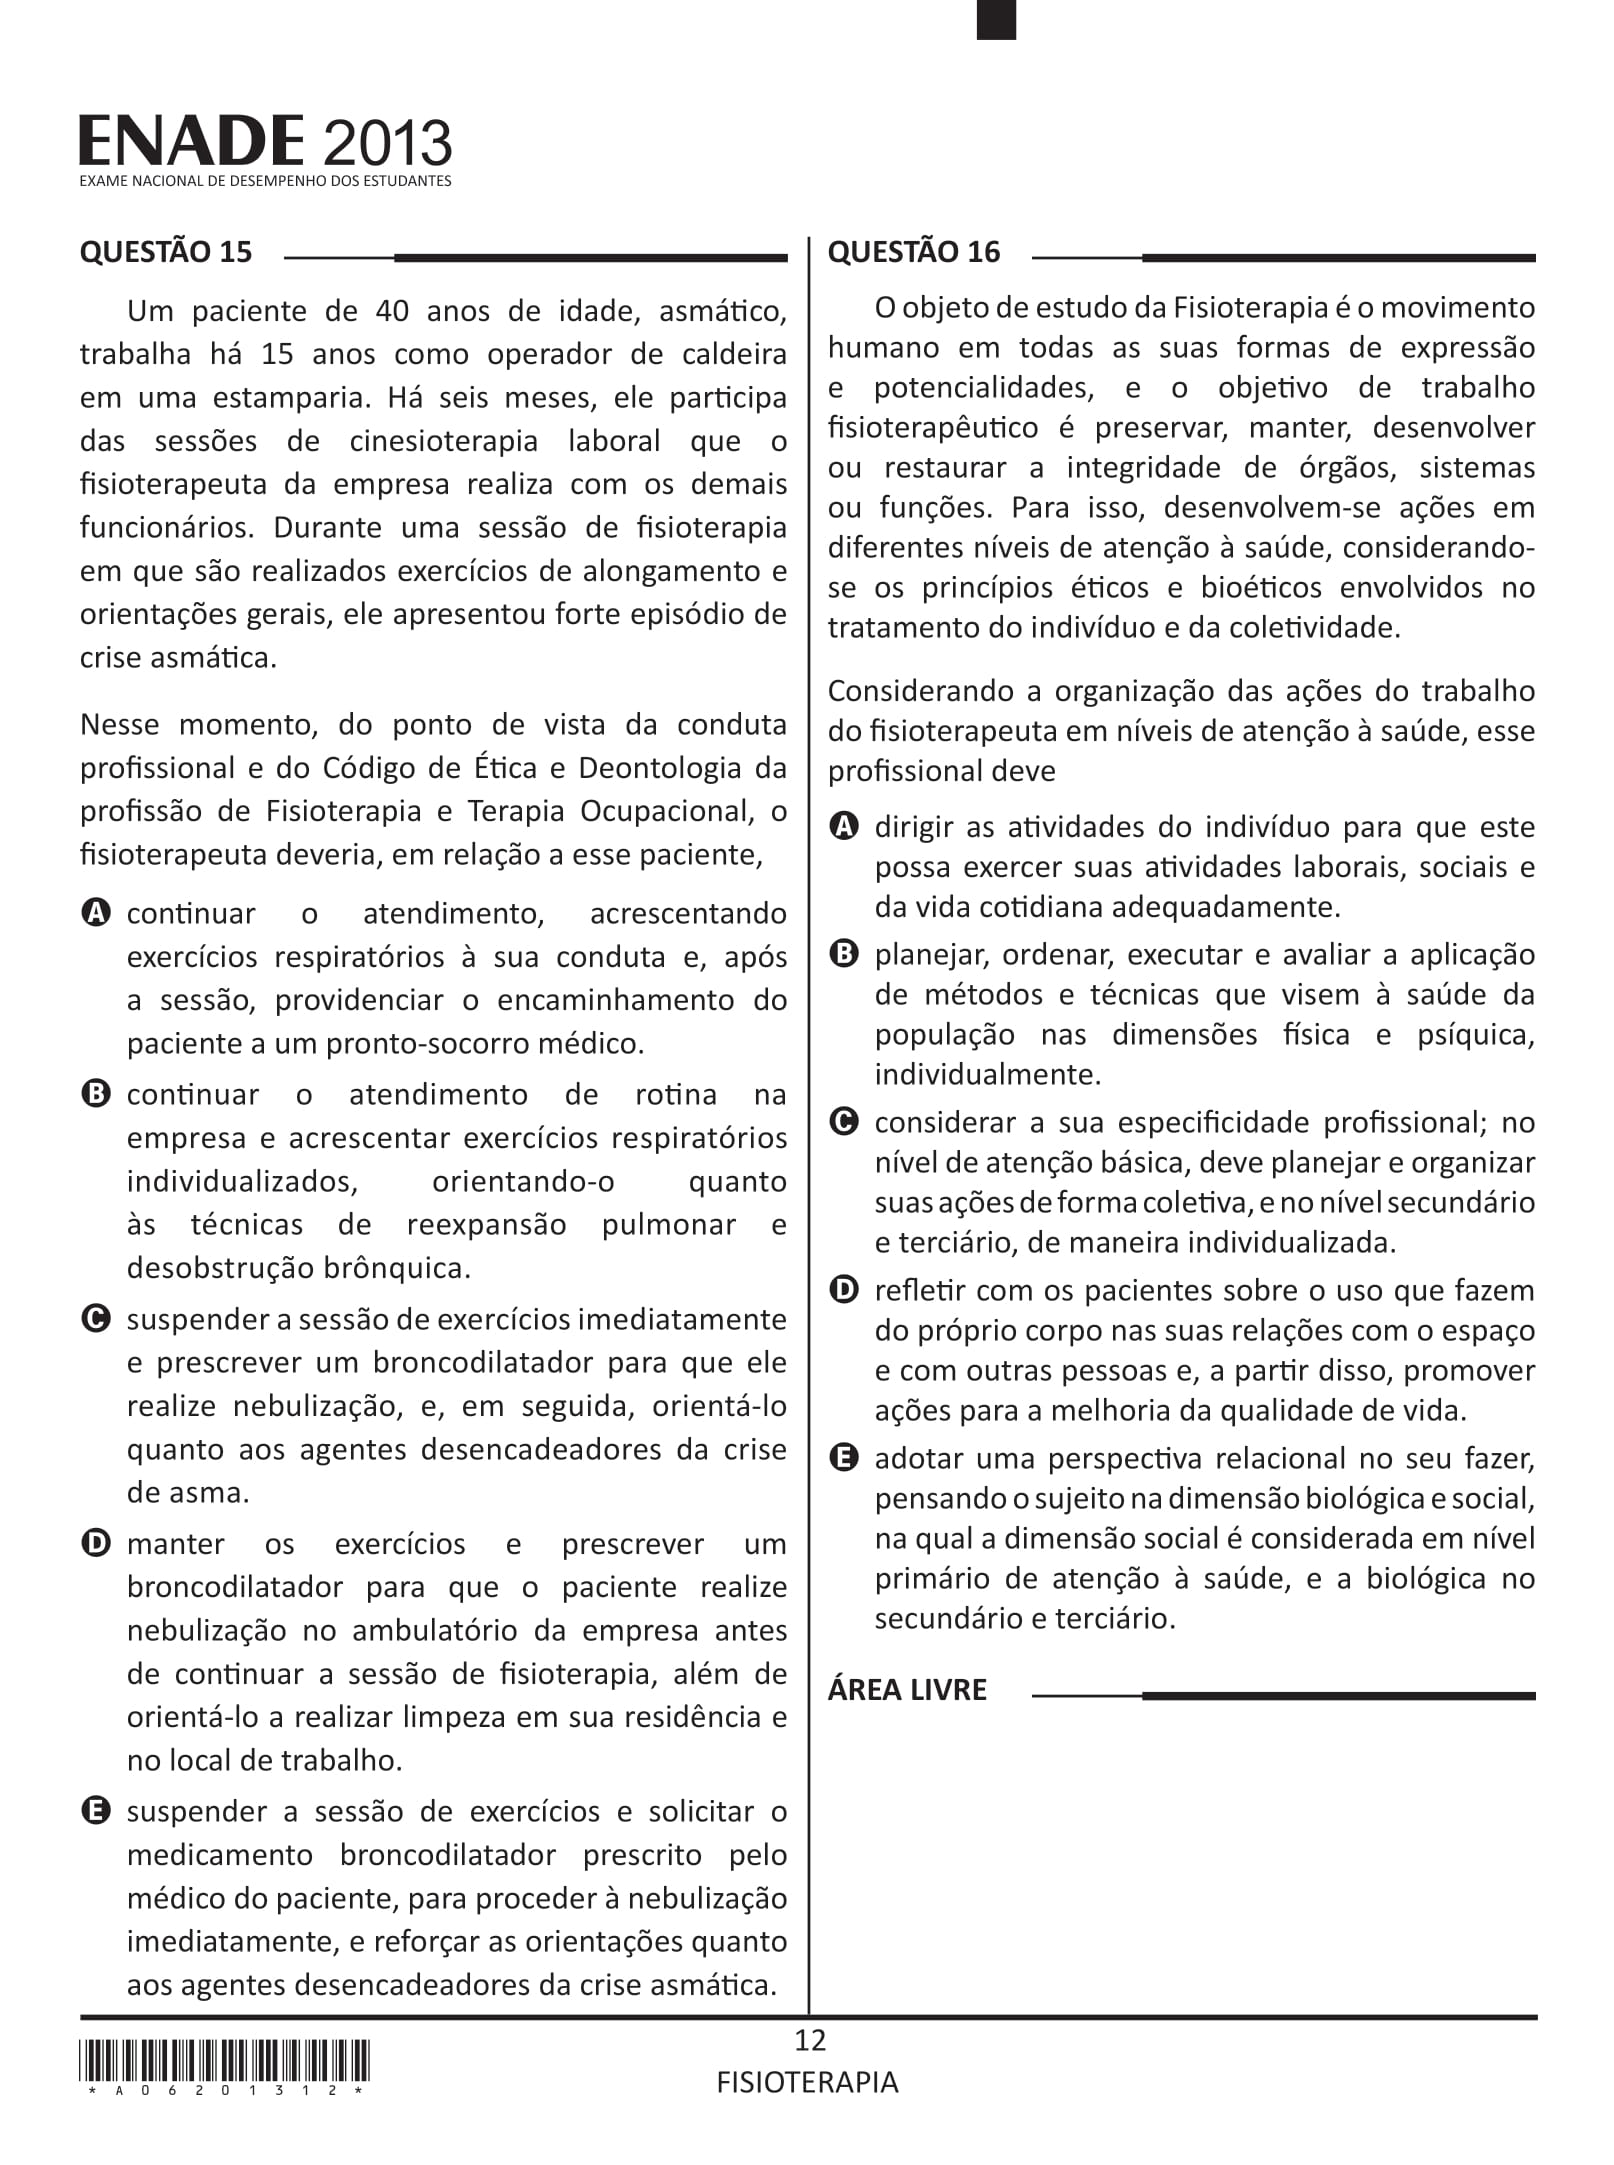 ENADE 2013
EXAME NACIONAL DE DESEMPENHO DOS ESTUDANTES
QUESTÃO 15
Um paciente de 40 anos de idade, asmático,
trabalha há 15 anos como operador de caldeira
em uma estamparia. Há seis meses, ele participa
das sessões de cinesioterapia laboral que o
fisioterapeuta da empresa realiza com os demais
funcionários. Durante uma sessão de fisioterapia
em que são realizados exercícios de alongamento e
orientações gerais, ele apresentou forte episódio de
crise asmática.
Nesse momento, do ponto de vista da conduta
profissional e do Código de Ética e Deontologia da
profissão de Fisioterapia e Terapia Ocupacional, o
fisioterapeuta deveria, em relação a esse paciente,
A continuar o atendimento, acrescentando
exercícios respiratórios à sua conduta e, após
a sessão, providenciar o encaminhamento do
paciente a um pronto-socorro médico.
B continuar o atendimento de rotina na
empresa e acrescentar exercícios respiratórios
individualizados, orientando-o quanto
às técnicas de reexpansão pulmonar e
desobstrução brônquica.
C suspender a sessão de exercícios imediatamente
e prescrever um broncodilatador para que ele
realize nebulização, e, em seguida, orientá-lo
quanto aos agentes desencadeadores da crise
de asma.
D manter os exercícios e prescrever um
broncodilatador para que o paciente realize
nebulização no ambulatório da empresa antes
de continuar a sessão de fisioterapia, além de
orientá-lo a realizar limpeza em sua residência e
no local de trabalho.
E suspender a sessão de exercícios e solicitar o
medicamento broncodilatador prescrito pelo
médico do paciente, para proceder à nebulização
imediatamente, e reforçar as orientações quanto
aos agentes desencadeadores da crise asmática.
QUESTÃO 16
O objeto de estudo da Fisioterapia é o movimento
humano em todas as suas formas de expressão
e potencialidades, e o objetivo de trabalho
fisioterapêutico é preservar, manter, desenvolver
ou restaurar a integridade de órgãos, sistemas
ou funções. Para isso, desenvolvem-se ações em
diferentes níveis de atenção à saúde, considerando-
se os princípios éticos e bioéticos envolvidos no
tratamento do indivíduo e da coletividade.
Considerando a organização das ações do trabalho
do fisioterapeuta em níveis de atenção à saúde, esse
profissional deve
A dirigir as atividades do indivíduo para que este
possa exercer suas atividades laborais, sociais e
da vida cotidiana adequadamente.
B planejar, ordenar, executar e avaliar a aplicação
de métodos e técnicas que visem à saúde da
população nas dimensões física e psíquica,
individualmente.
C considerar a sua especificidade profissional; no
nível de atenção básica, deve planejar e organizar
suas ações de forma coletiva, e no nível secundário
e terciário, de maneira individualizada.
D refletir com os pacientes sobre o uso que fazem
do próprio corpo nas suas relações com o espaço
e com outras pessoas e, a partir disso, promover
ações para a melhoria da qualidade de vida.
E adotar uma perspectiva relacional no seu fazer,
pensando o sujeito na dimensão biológica e social,
na qual a dimensão social é considerada em nível
primário de atenção à saúde, e a biológica no
secundário e terciário.
ÁREA LIVRE
12
FISIOTERAPIA
*A06201312*